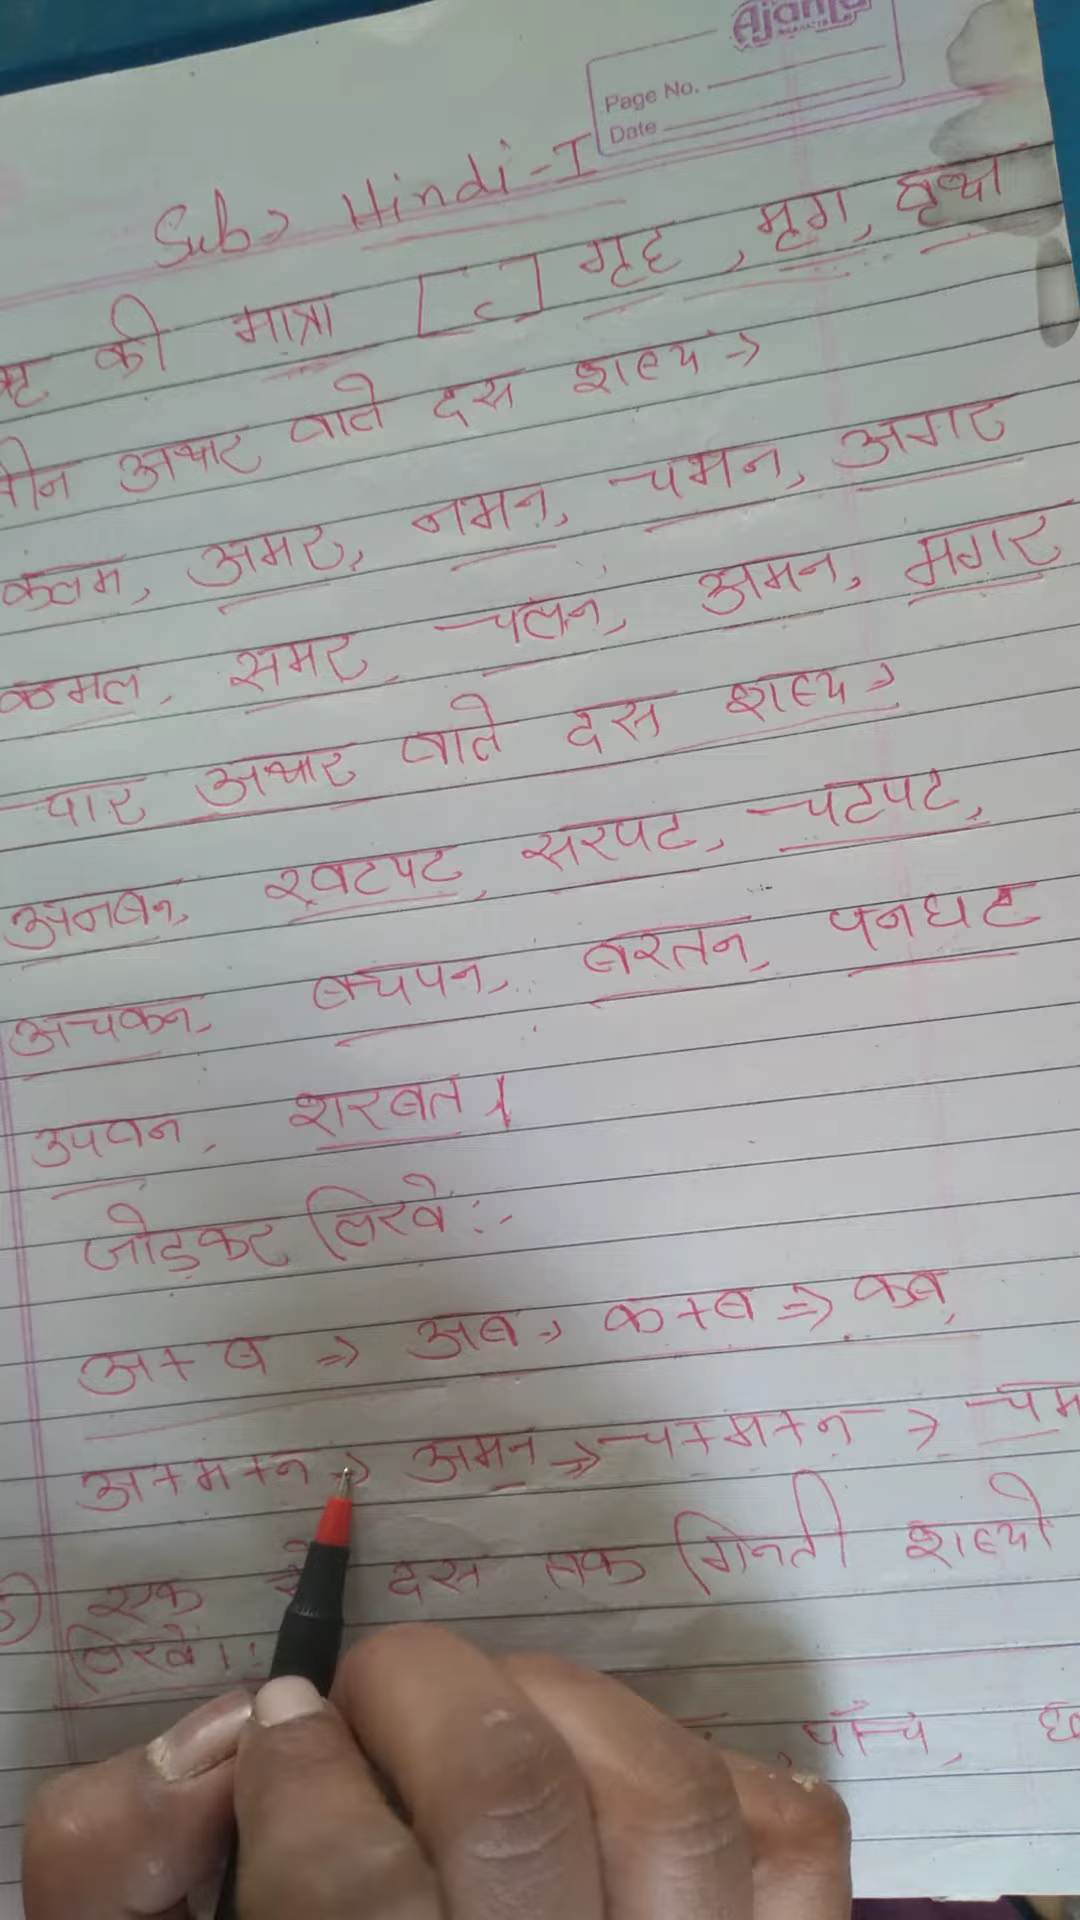 Ajanta
Page No.
Date
Sub → Hindi - I
की मात्रा [ ृ ] गृह, मृग, वृक्ष
तीन अक्षर वाले दस शब्द →
कलम, अमर, नमन, चमन, अगर
कमल, समर, चलन, अमन, मगर
चार अक्षर वाले दस शब्द →
अनबन, खटपट, सरपट, चटपट,
अचकन, बचपन, बरतन, पनघट
उपवन, शरबत।
जोड़कर लिखें :-
अ+ब ⇒ अब → क+ब ⇒ कब,
अ+म+न → अमन ⇒ च+म+न → चम
एक से दस तक गिनती शब्दों
लिखें।
, पाँच,